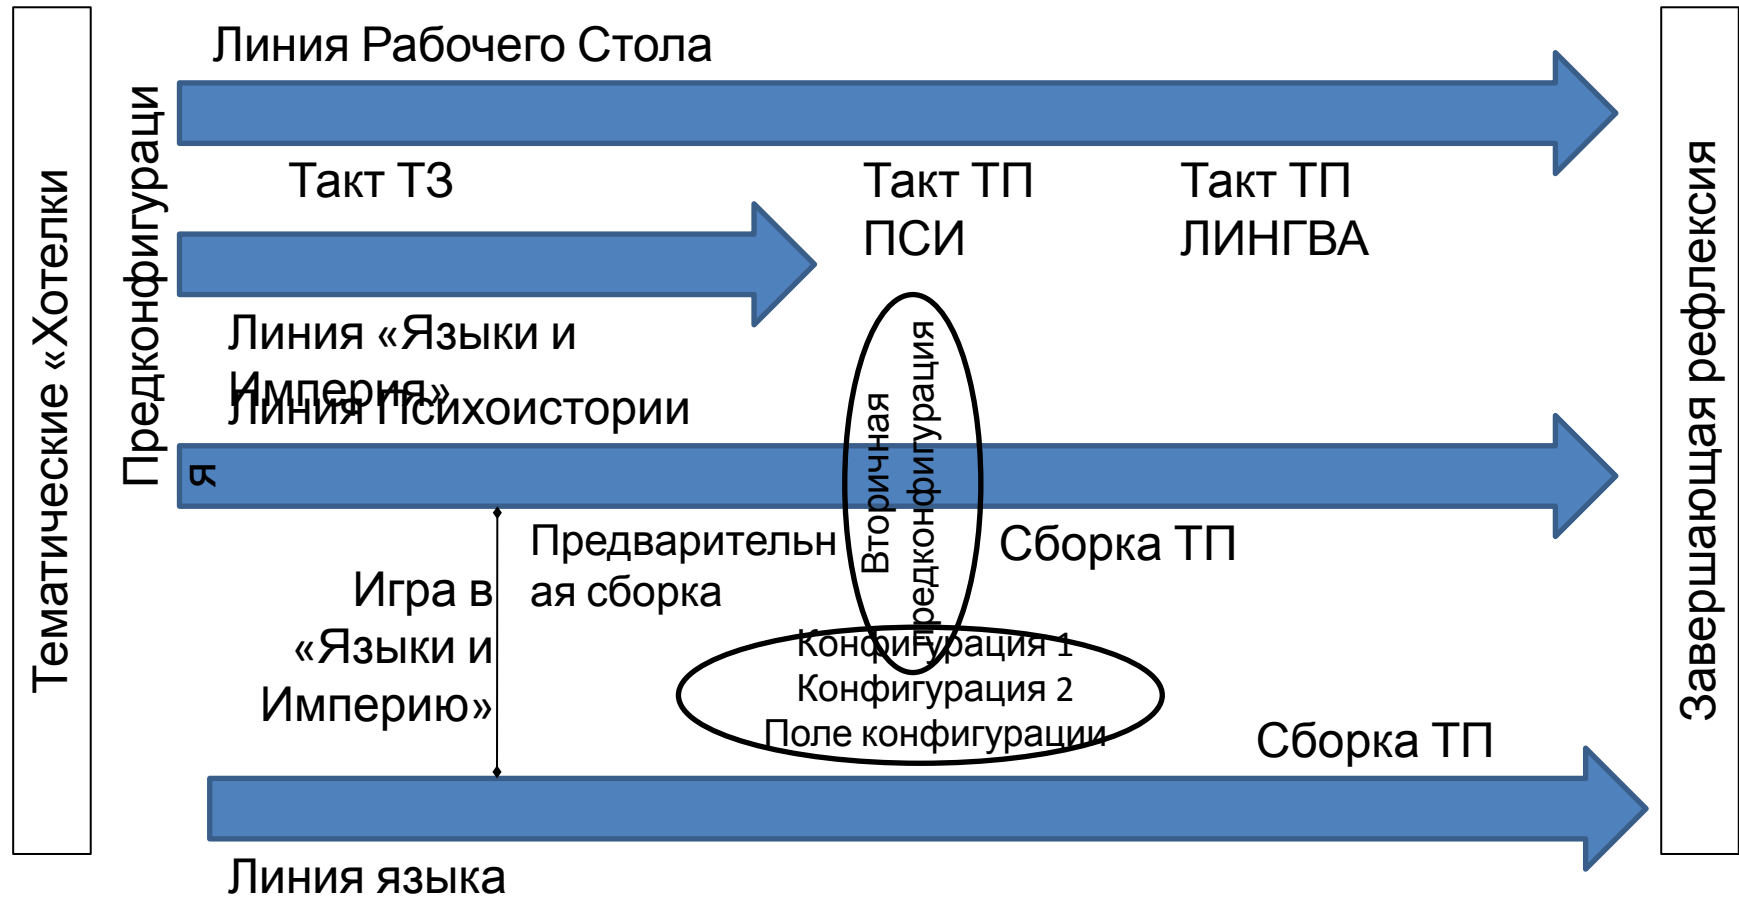 Тематические «Хотелки
Предконфигураци
я
Линия Рабочего Стола
Такт ТЗ
Такт ТП
ПСИ
Такт ТП
ЛИНГВА
Линия «Языки и
Империя»
Линия Психоистории
Вторичная
предконфигурация
Предварительн
ая сборка
Сборка ТП
Игра в
«Языки и
Империю»
Конфигурация 1
Конфигурация 2
Поле конфигурации
Сборка ТП
Линия языка
Завершающая рефлексия